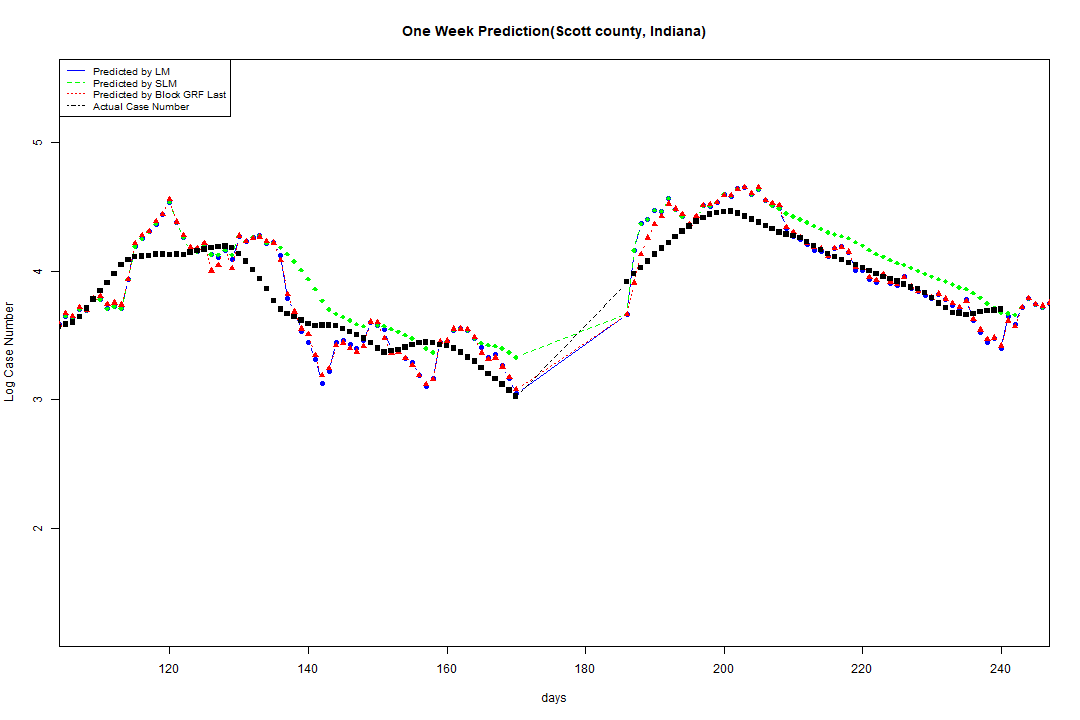 One Week Prediction(Scott county, Indiana)
Predicted by LM
Predicted by SLM
Predicted by Block GRF Last
Actual Case Number
5
4
3
2
Log Case Number
120 140 160 180 200 220 240
days